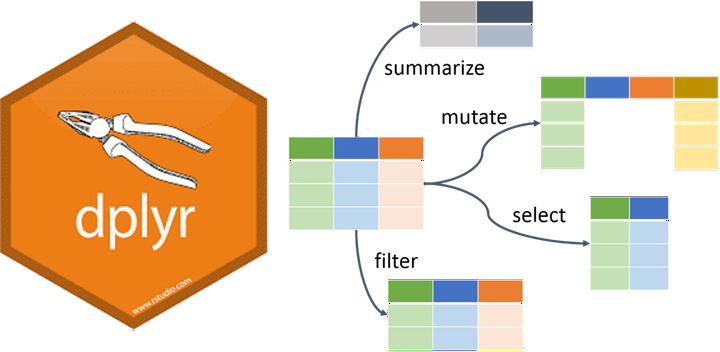 dplyr
www.rstudio.com
summarize
mutate
select
filter